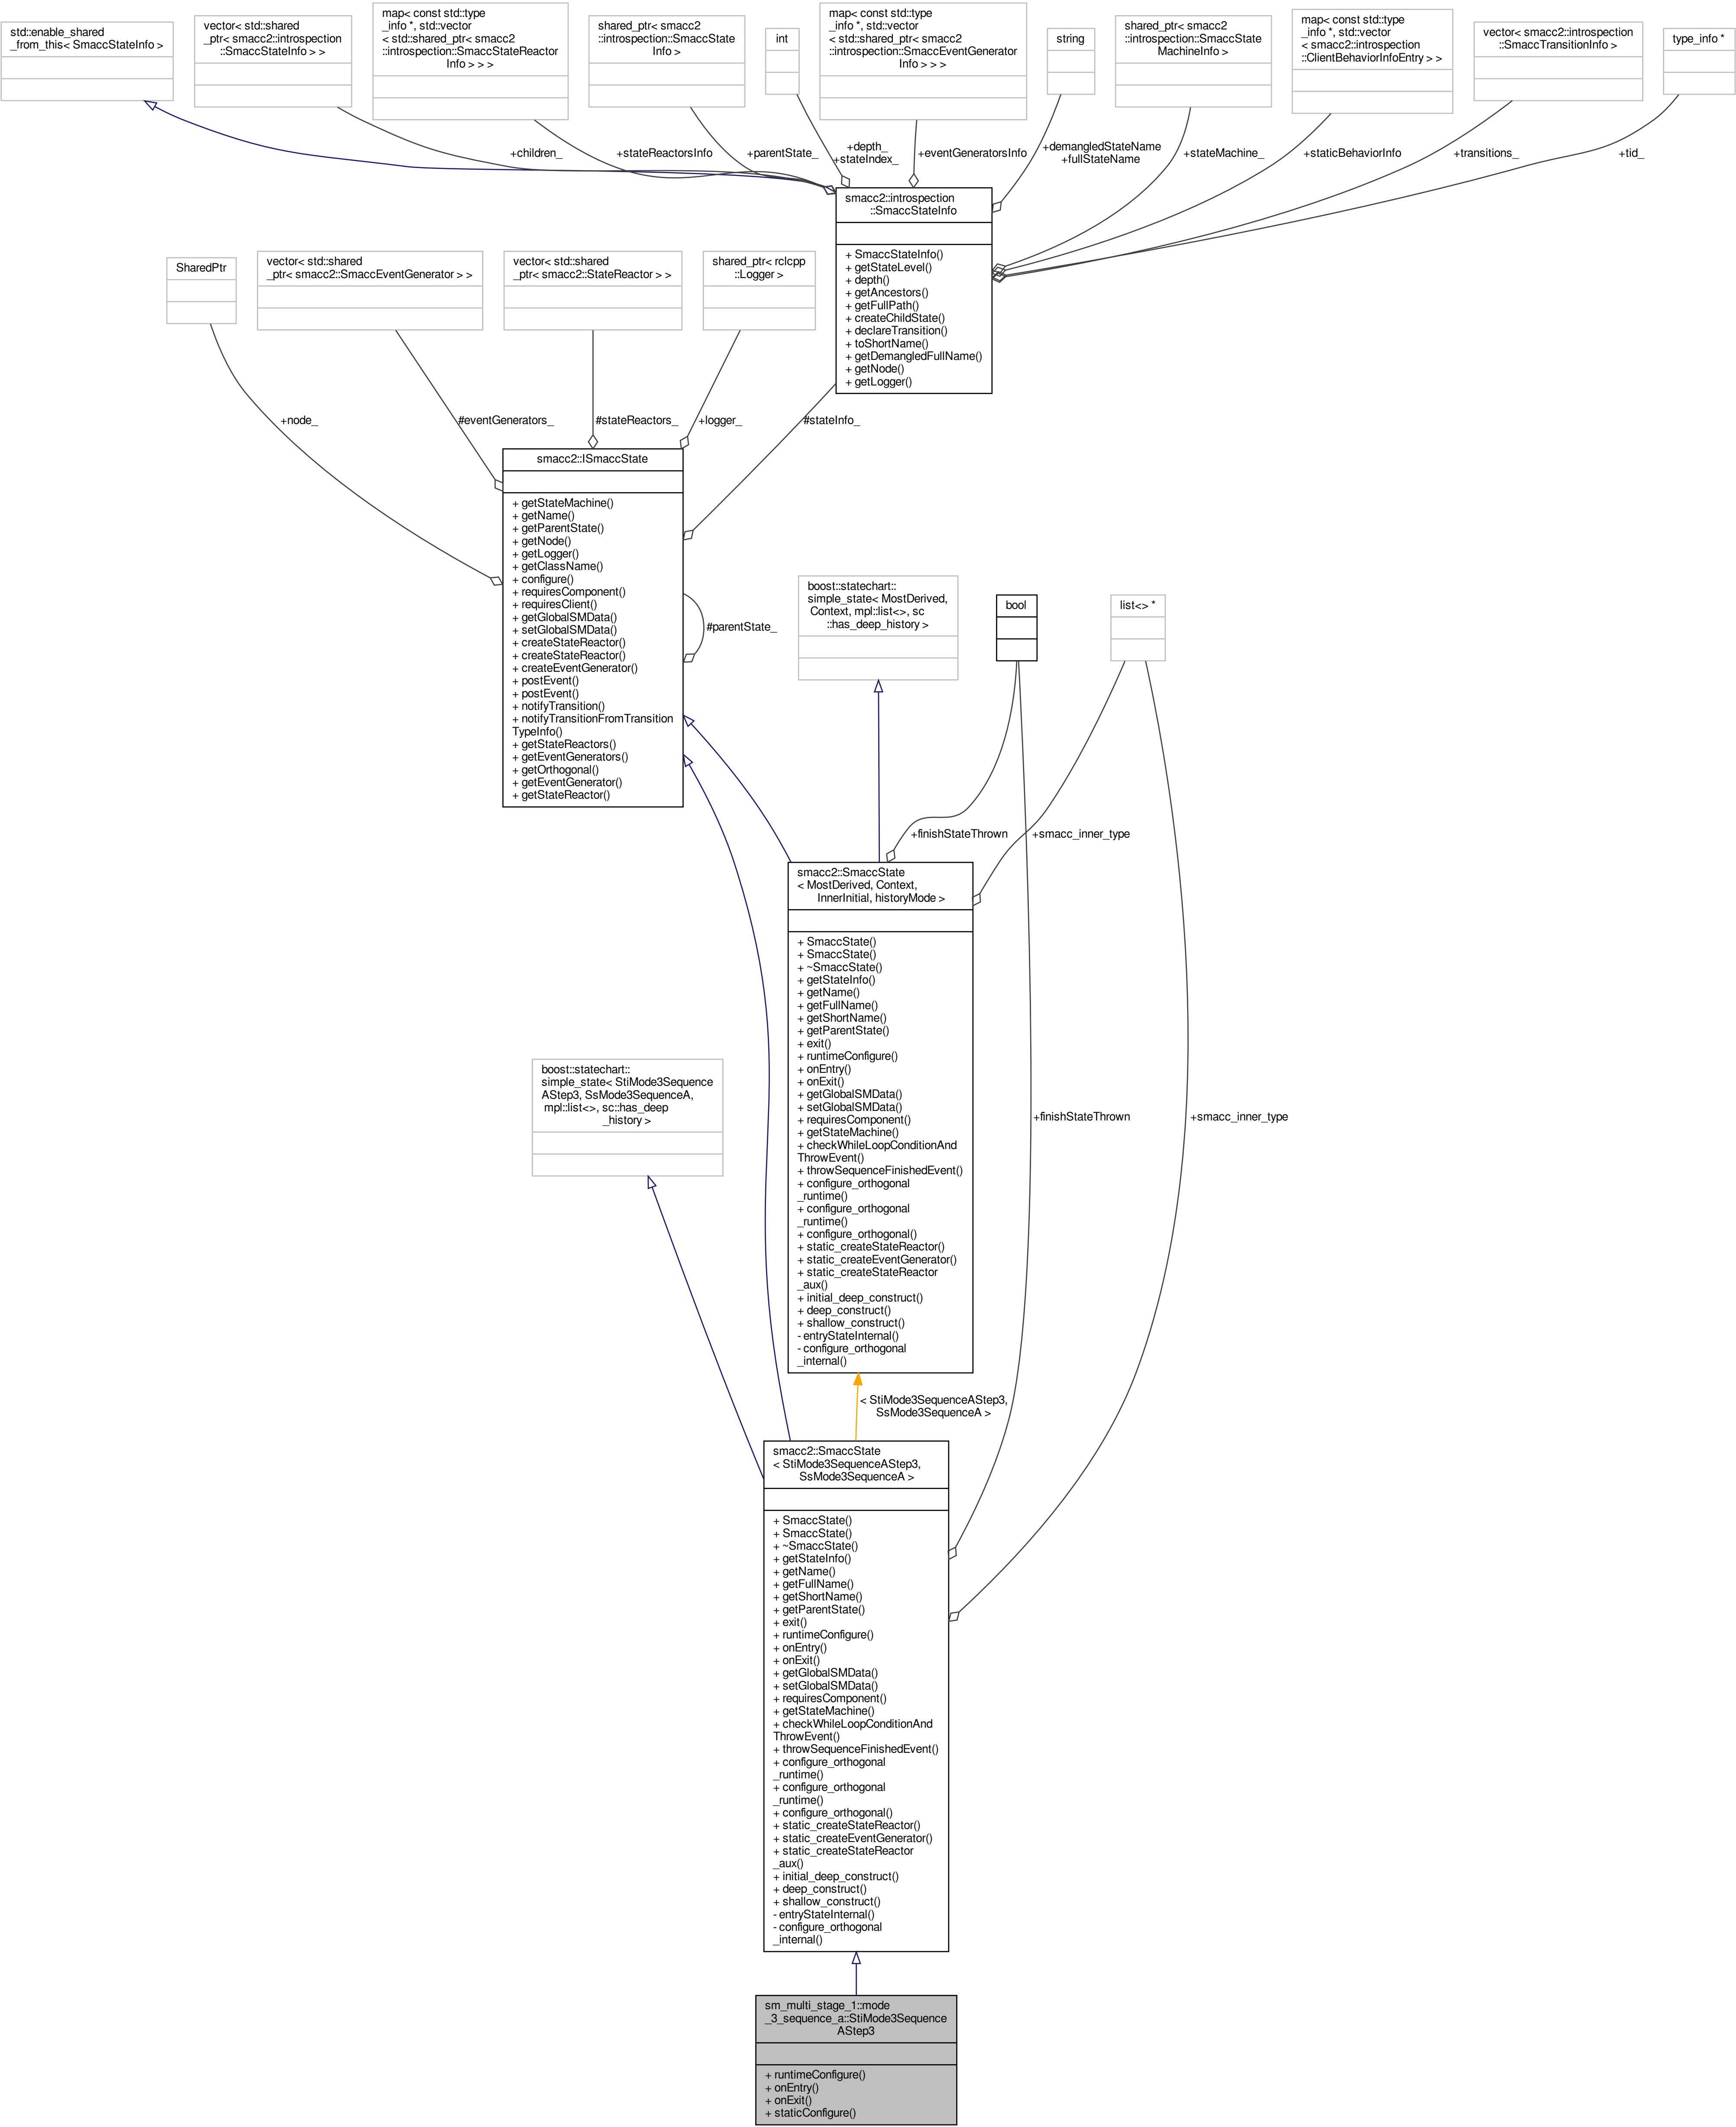 std::enable_shared
_from_this< SmaccStateInfo >
vector< std::shared
_ptr< smacc2::introspection
::SmaccStateInfo > >
map< const std::type
_info *, std::vector
< std::shared_ptr< smacc2
::introspection::SmaccStateReactor
Info > > >
shared_ptr< smacc2
::introspection::SmaccState
Info >
int
map< const std::type
_info *, std::vector
< std::shared_ptr< smacc2
::introspection::SmaccEventGenerator
Info > > >
string
shared_ptr< smacc2
::introspection::SmaccState
MachineInfo >
map< const std::type
_info *, std::vector
< smacc2::introspection
::ClientBehaviorInfoEntry > >
vector< smacc2::introspection
::SmaccTransitionInfo >
type_info *
+children_
+stateReactorsInfo
+parentState_
+depth_
+stateIndex_
+eventGeneratorsInfo
+demangledStateName
+fullStateName
+stateMachine_
+staticBehaviorInfo
+transitions_
+tid_
smacc2::introspection
::SmaccStateInfo
+ SmaccStateInfo()
+ getStateLevel()
+ depth()
+ getAncestors()
+ getFullPath()
+ createChildState()
+ declareTransition()
+ toShortName()
+ getDemangledFullName()
+ getNode()
+ getLogger()
SharedPtr
vector< std::shared
_ptr< smacc2::SmaccEventGenerator > >
vector< std::shared
_ptr< smacc2::StateReactor > >
shared_ptr< rclcpp
::Logger >
+node_
#eventGenerators_
#stateReactors_
+logger_
#stateInfo_
smacc2::ISmaccState
+ getStateMachine()
+ getName()
+ getParentState()
+ getNode()
+ getLogger()
+ getClassName()
+ configure()
+ requiresComponent()
+ requiresClient()
+ getGlobalSMData()
+ setGlobalSMData()
+ createStateReactor()
+ createStateReactor()
+ createEventGenerator()
+ postEvent()
+ postEvent()
+ notifyTransition()
+ notifyTransitionFromTransition
TypeInfo()
+ getStateReactors()
+ getEventGenerators()
+ getOrthogonal()
+ getEventGenerator()
+ getStateReactor()
#parentState_
boost::statechart::
simple_state< MostDerived,
Context, mpl::list<>, sc
::has_deep_history >
bool
list<> *
+finishStateThrown
+smacc_inner_type
smacc2::SmaccState
< MostDerived, Context,
InnerInitial, historyMode >
+ SmaccState()
+ SmaccState()
+ ~SmaccState()
+ getStateInfo()
+ getName()
+ getFullName()
+ getShortName()
+ getParentState()
+ exit()
+ runtimeConfigure()
+ onEntry()
+ onExit()
+ getGlobalSMData()
+ setGlobalSMData()
+ requiresComponent()
+ getStateMachine()
+ checkWhileLoopConditionAnd
ThrowEvent()
+ throwSequenceFinishedEvent()
+ configure_orthogonal
_runtime()
+ configure_orthogonal
_runtime()
+ configure_orthogonal()
+ static_createStateReactor()
+ static_createEventGenerator()
+ static_createStateReactor
_aux()
+ initial_deep_construct()
+ deep_construct()
+ shallow_construct()
- entryStateInternal()
- configure_orthogonal
_internal()
boost::statechart::
simple_state< StiMode3Sequence
AStep3, SsMode3SequenceA,
mpl::list<>, sc::has_deep
_history >
+finishStateThrown
+smacc_inner_type
< StiMode3SequenceAStep3,
SsMode3SequenceA >
smacc2::SmaccState
< StiMode3SequenceAStep3,
SsMode3SequenceA >
+ SmaccState()
+ SmaccState()
+ ~SmaccState()
+ getStateInfo()
+ getName()
+ getFullName()
+ getShortName()
+ getParentState()
+ exit()
+ runtimeConfigure()
+ onEntry()
+ onExit()
+ getGlobalSMData()
+ setGlobalSMData()
+ requiresComponent()
+ getStateMachine()
+ checkWhileLoopConditionAnd
ThrowEvent()
+ throwSequenceFinishedEvent()
+ configure_orthogonal
_runtime()
+ configure_orthogonal
_runtime()
+ configure_orthogonal()
+ static_createStateReactor()
+ static_createEventGenerator()
+ static_createStateReactor
_aux()
+ initial_deep_construct()
+ deep_construct()
+ shallow_construct()
- entryStateInternal()
- configure_orthogonal
_internal()
sm_multi_stage_1::mode
_3_sequence_a::StiMode3Sequence
AStep3
+ runtimeConfigure()
+ onEntry()
+ onExit()
+ staticConfigure()